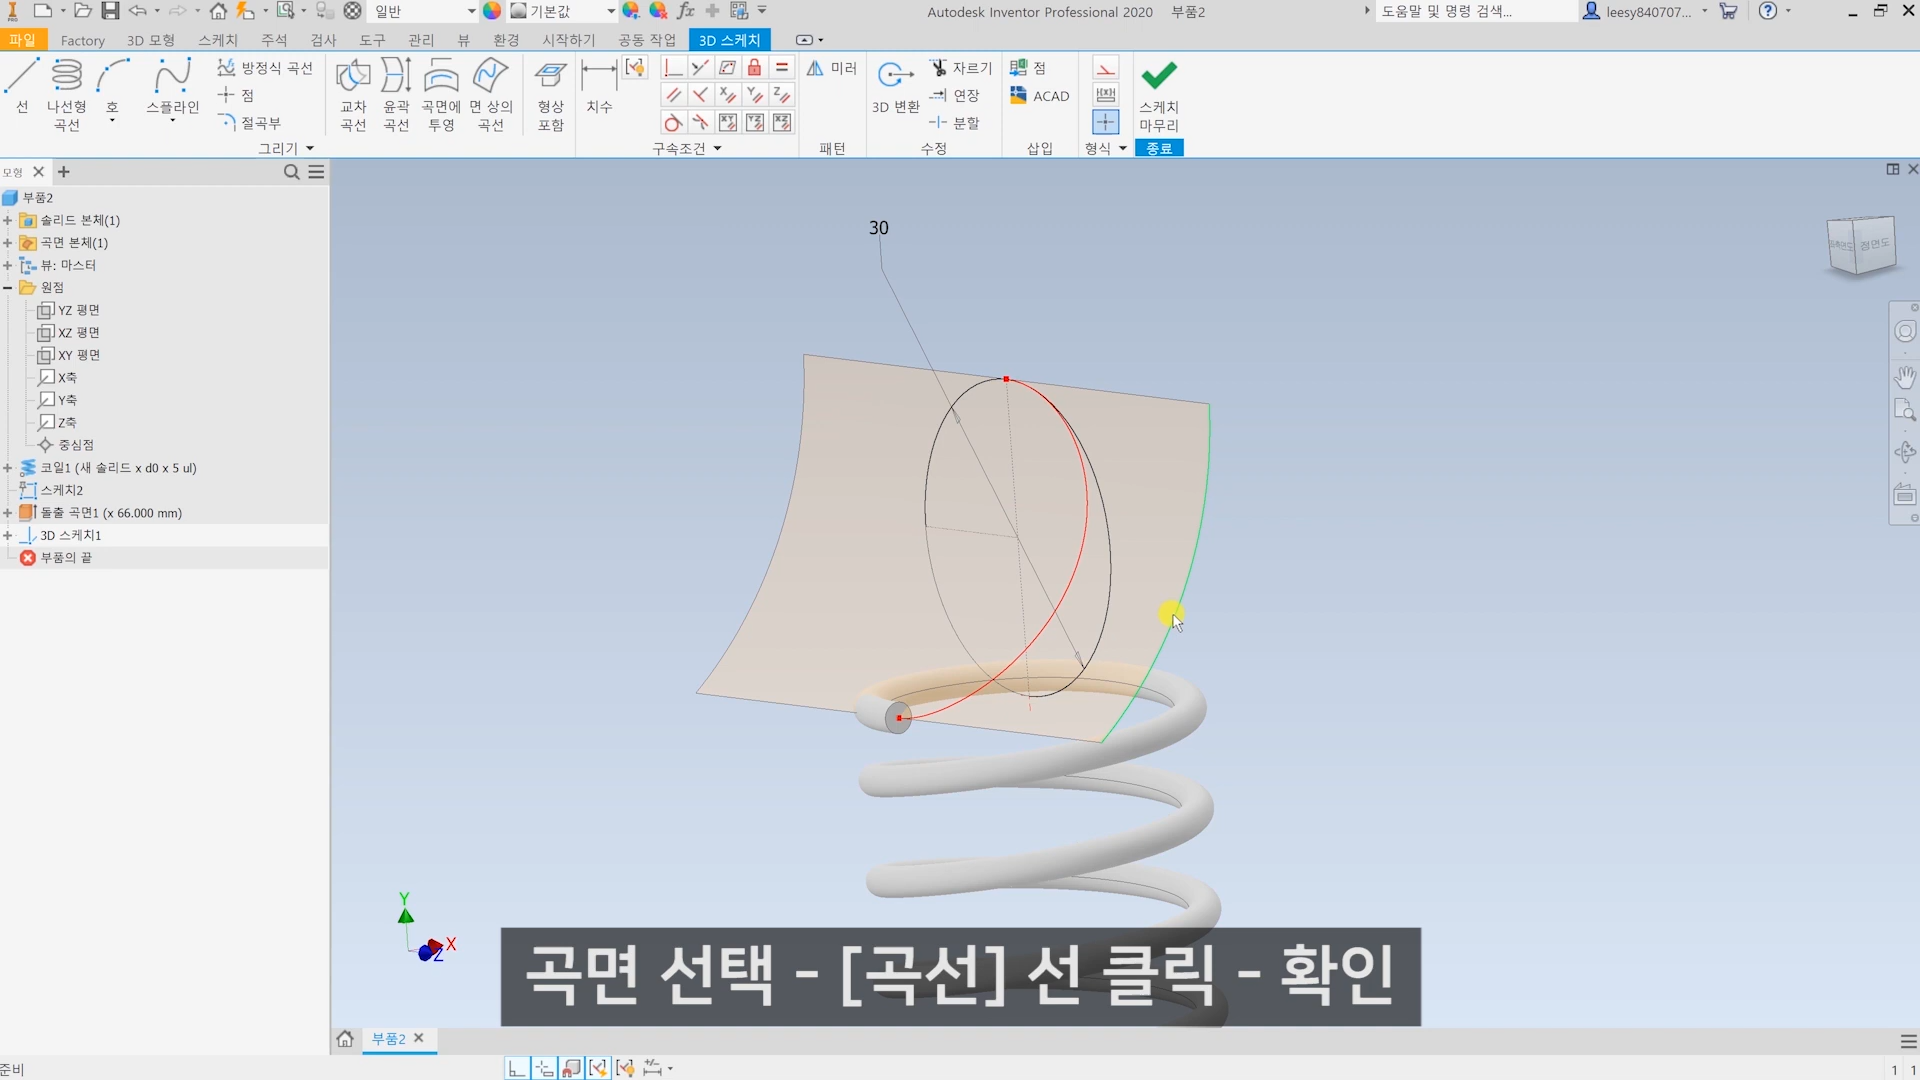 PRO
일반
기본값
Autodesk Inventor Professional 2020 부품2
도움말 및 명령 검색...
leesy840707...
파일 Factory 3D 모형 스케치 주석 검사 도구 관리 뷰 환경 시작하기 공동 작업 3D 스케치
선
나선형
곡선
호
스플라인
방정식 곡선
점
절곡부
교차
곡선
윤곽
곡선
곡면에
투영
면 상의
곡선
형상
포함
치수
미러
3D 변환
자르기
연장
분할
점
ACAD
스케치
마무리
그리기 구속조건 패턴 수정 삽입 형식 종료
모형
부품2
솔리드 본체(1)
곡면 본체(1)
뷰: 마스터
원점
YZ 평면
XZ 평면
XY 평면
X축
Y축
Z축
중심점
코일1 (새 솔리드 x d0 x 5 ul)
스케치2
돌출 곡면1 (x 66.000 mm)
3D 스케치1
부품의 끝
30
정면도
Y
X
Z
곡면 선택 - [곡선] 선 클릭 - 확인
부품2
준비
1 1